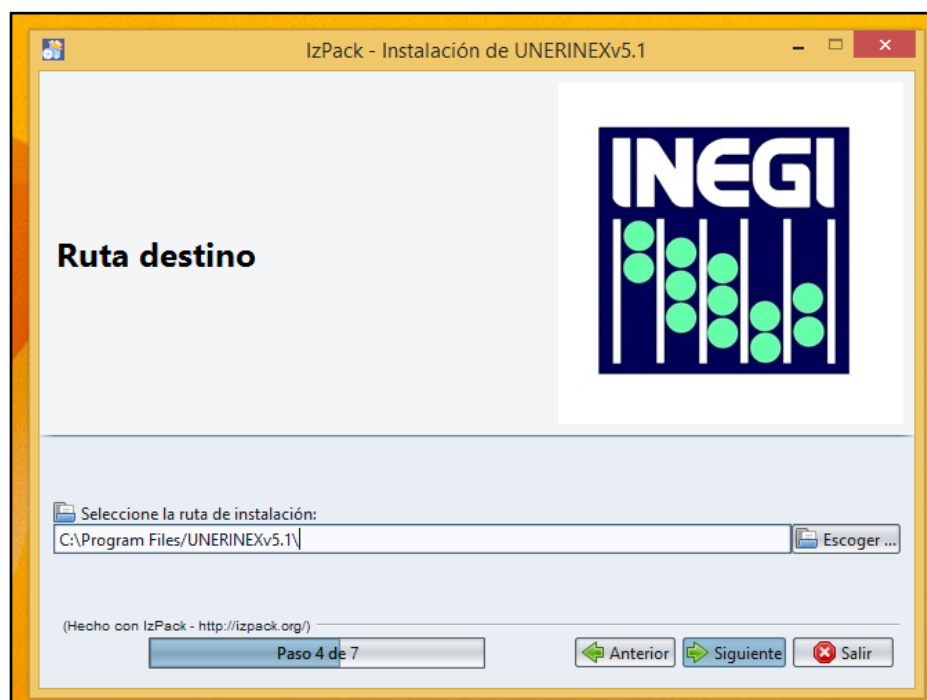 IzPack - Instalación de UNERINEXv5.1
INEGI
Ruta destino
Seleccione la ruta de instalación:
C:\Program Files/UNERINEXv5.1\
Escoger ...
(Hecho con IzPack - http://izpack.org/)
Paso 4 de 7
Anterior
Siguiente
Salir